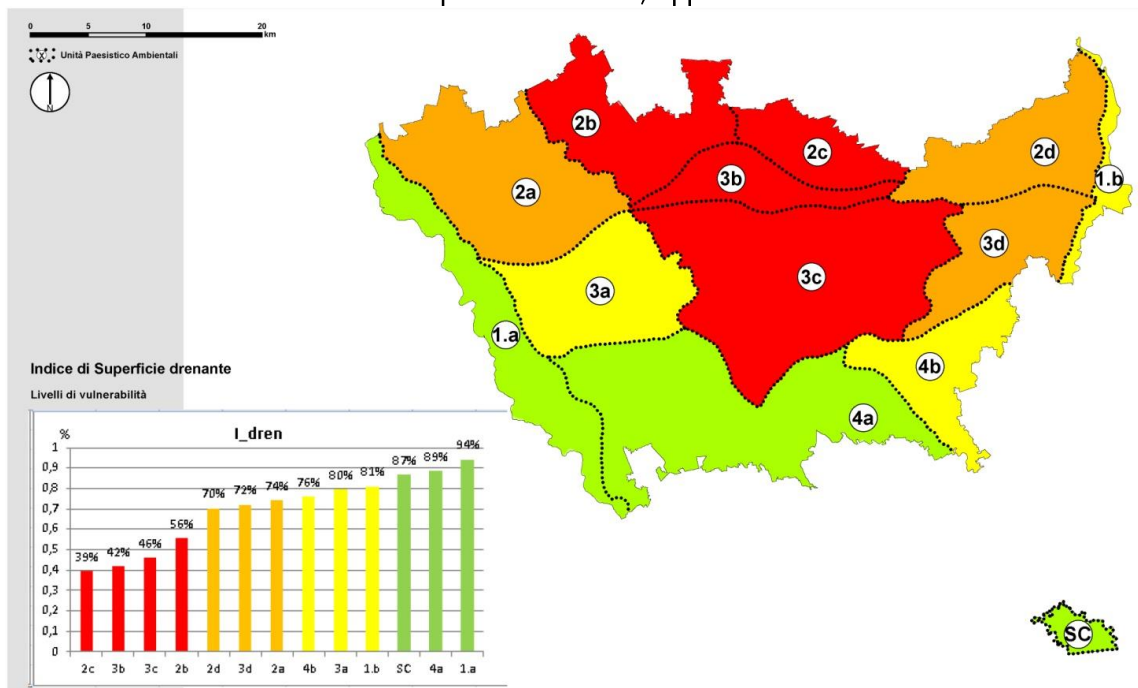 0 5 10 20
km
X Unità Paesistico Ambientali
N
2b
2c
2d
3b
1.b
2a
3d
3c
3a
1.a
4b
4a
SC
Indice di Superficie drenante
Livelli di vulnerabilità
% I_dren
1
0,9
0,8
0,7
0,6
0,5
0,4
0,3
0,2
0,1
0
39% 42% 46% 56% 70% 72% 74% 76% 80% 81% 87% 89% 94%
2c 3b 3c 2b 2d 3d 2a 4b 3a 1.b SC 4a 1.a